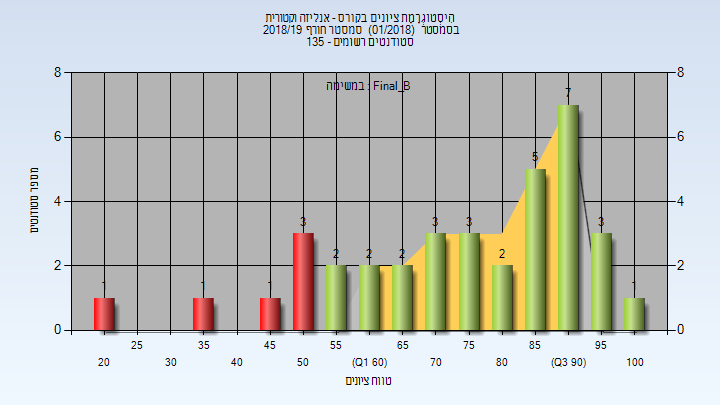 היסטוגרמת ציונים בקורס - אנליזה וקטורית
בסמסטר (01/2018) סמסטר חורף 2018/19
סטודנטים רשומים - 135
במשימה : Final_B
8 8
6 6
4 4
2 2
0 0
מספר סטודנטים
1 1 1 3 2 2 2 3 3 2 5 7 3 1
25 35 45 55 65 75 85 95
20 30 40 50 (Q1 60) 70 80 (Q3 90) 100
טווח ציונים